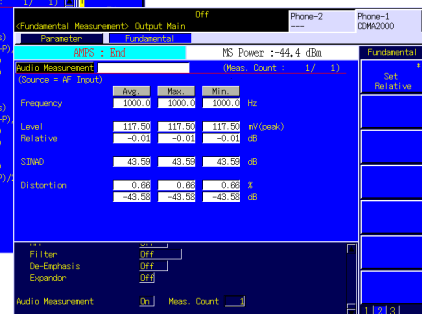 1/ 1)
Off
Phone-2
Phone-1
<Fundamental Measurement> Output Main
---
CDMA2000
Parameter
Fundamental
AMPS : End
MS Power :-44.4 dBm
Fundamental
Audio Measurement
(Meas. Count : 1/ 1)
(Source = AF Input)
Set
Relative
Avg. Max. Min.
Frequency 1000.0 1000.0 1000.0 Hz
Level 117.50 117.50 117.50 mV(peak)
Relative -0.01 -0.01 -0.01 dB
SINAD 43.59 43.59 43.59 dB
Distortion 0.66 0.66 0.66 %
-43.58 -43.58 -43.58 dB
Off
Filter Off
De-Emphasis Off
Expandor Off
Audio Measurement On Meas. Count 1
1 2 3